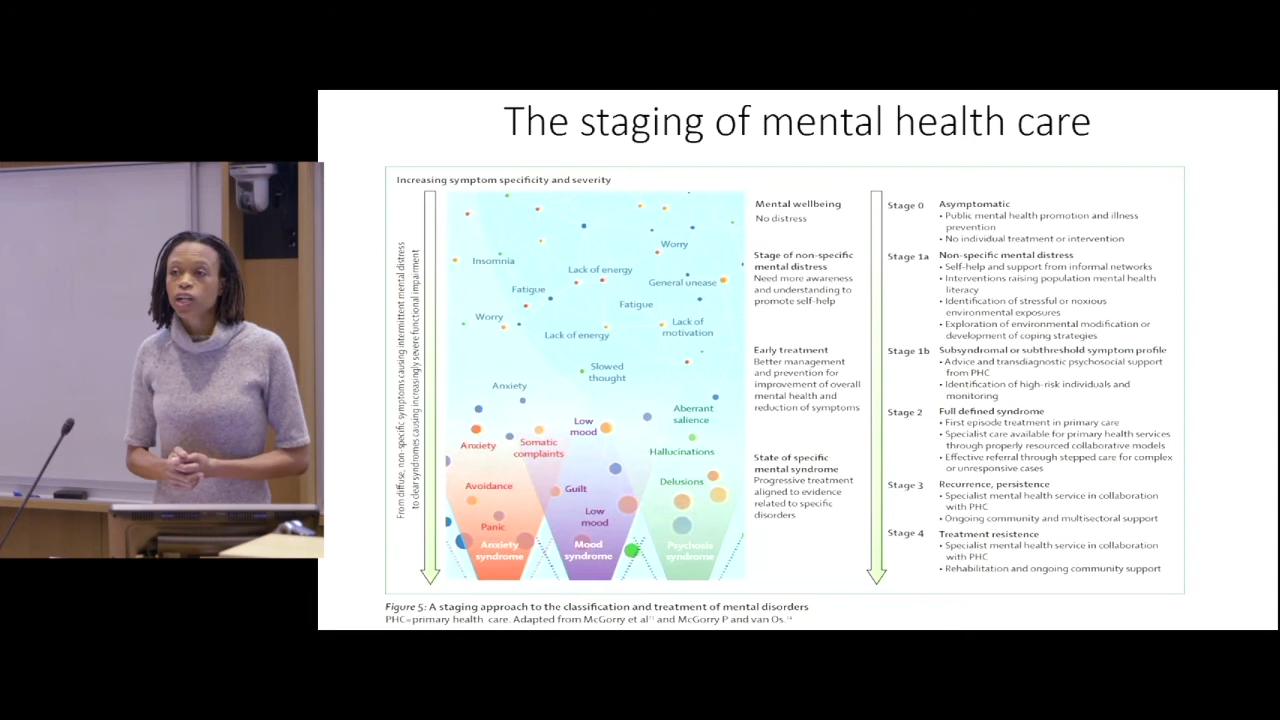 The staging of mental health care
Increasing symptom specificity and severity
From diffuse, non-specific symptoms causing intermittent mental distress
to clear syndromes causing increasingly severe functional impairment
Worry
Insomnia
Lack of energy
General unease
Fatigue
Fatigue
Worry
Lack of
motivation
Lack of energy
Slowed
thought
Anxiety
Aberrant
salience
Low
mood
Anxiety
Somatic
complaints
Hallucinations
Avoidance
Guilt
Delusions
Low
mood
Panic
Anxiety
syndrome
Mood
syndrome
Psychosis
syndrome
Mental wellbeing
No distress
Stage of non-specific
mental distress
Need more awareness
and understanding to
promote self-help
Early treatment
Better management
and prevention for
improvement of overall
mental health and
reduction of symptoms
State of specific
mental syndrome
Progressive treatment
aligned to evidence
related to specific
disorders
Stage 0 Asymptomatic
• Public mental health promotion and illness
prevention
• No individual treatment or intervention
Stage 1a Non-specific mental distress
• Self-help and support from informal networks
• Interventions raising population mental health
literacy
• Identification of stressful or noxious
environmental exposures
• Exploration of environmental modification or
development of coping strategies
Stage 1b Subsyndromal or subthreshold symptom profile
• Advice and transdiagnostic psychosocial support
from PHC
• Identification of high-risk individuals and
monitoring
Stage 2 Full defined syndrome
• First episode treatment in primary care
• Specialist care available for primary health services
through properly resourced collaborative models
• Effective referral through stepped care for complex
or unresponsive cases
Stage 3 Recurrence, persistence
• Specialist mental health service in collaboration
with PHC
• Ongoing community and multisectoral support
Stage 4 Treatment resistence
• Specialist mental health service in collaboration
with PHC
• Rehabilitation and ongoing community support
Figure 5: A staging approach to the classification and treatment of mental disorders
PHC=primary health care. Adapted from McGorry et al and McGorry P and van Os.